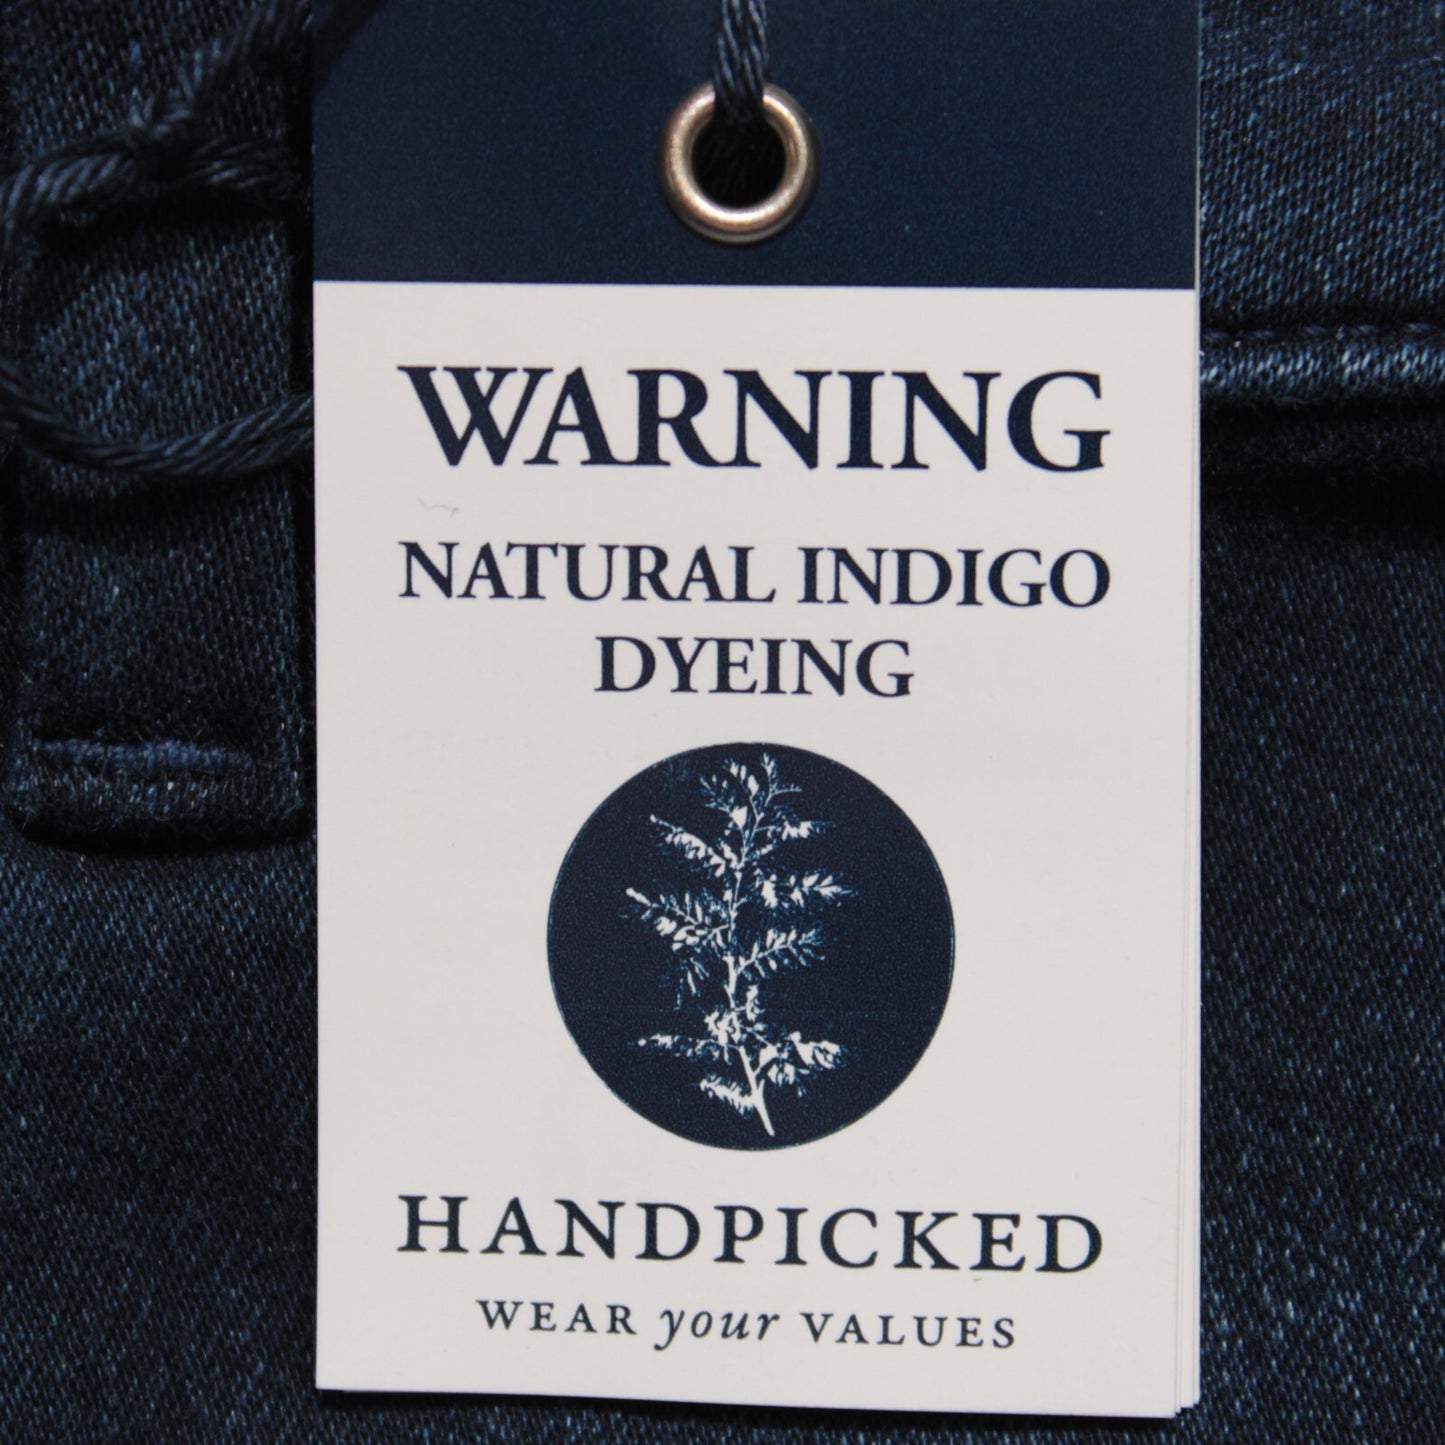 WARNING
NATURAL INDIGO
DYEING
HANDPICKED
WEAR your VALUES